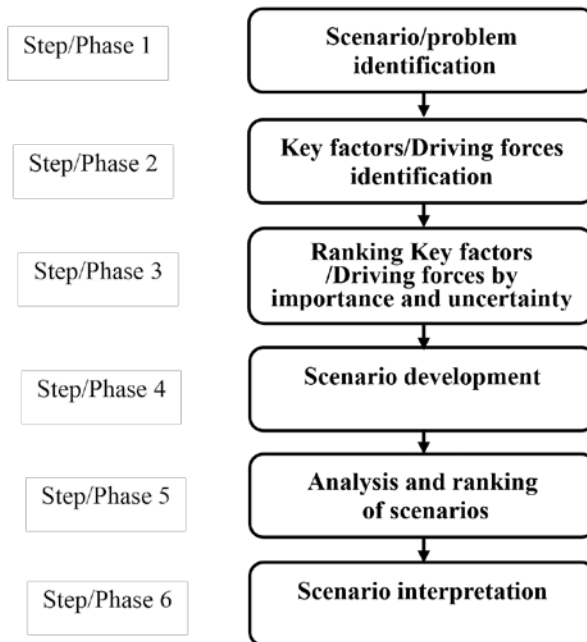 Step/Phase 1
Scenario/problem
identification
Step/Phase 2
Key factors/Driving forces
identification
Step/Phase 3
Ranking Key factors
/Driving forces by
importance and uncertainty
Step/Phase 4
Scenario development
Step/Phase 5
Analysis and ranking
of scenarios
Step/Phase 6
Scenario interpretation